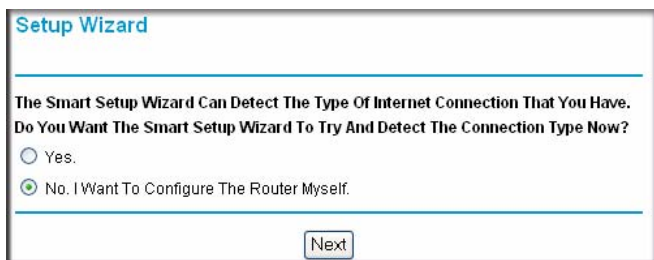 Setup Wizard
The Smart Setup Wizard Can Detect The Type Of Internet Connection That You Have.
Do You Want The Smart Setup Wizard To Try And Detect The Connection Type Now?
Yes.
No. I Want To Configure The Router Myself.
Next